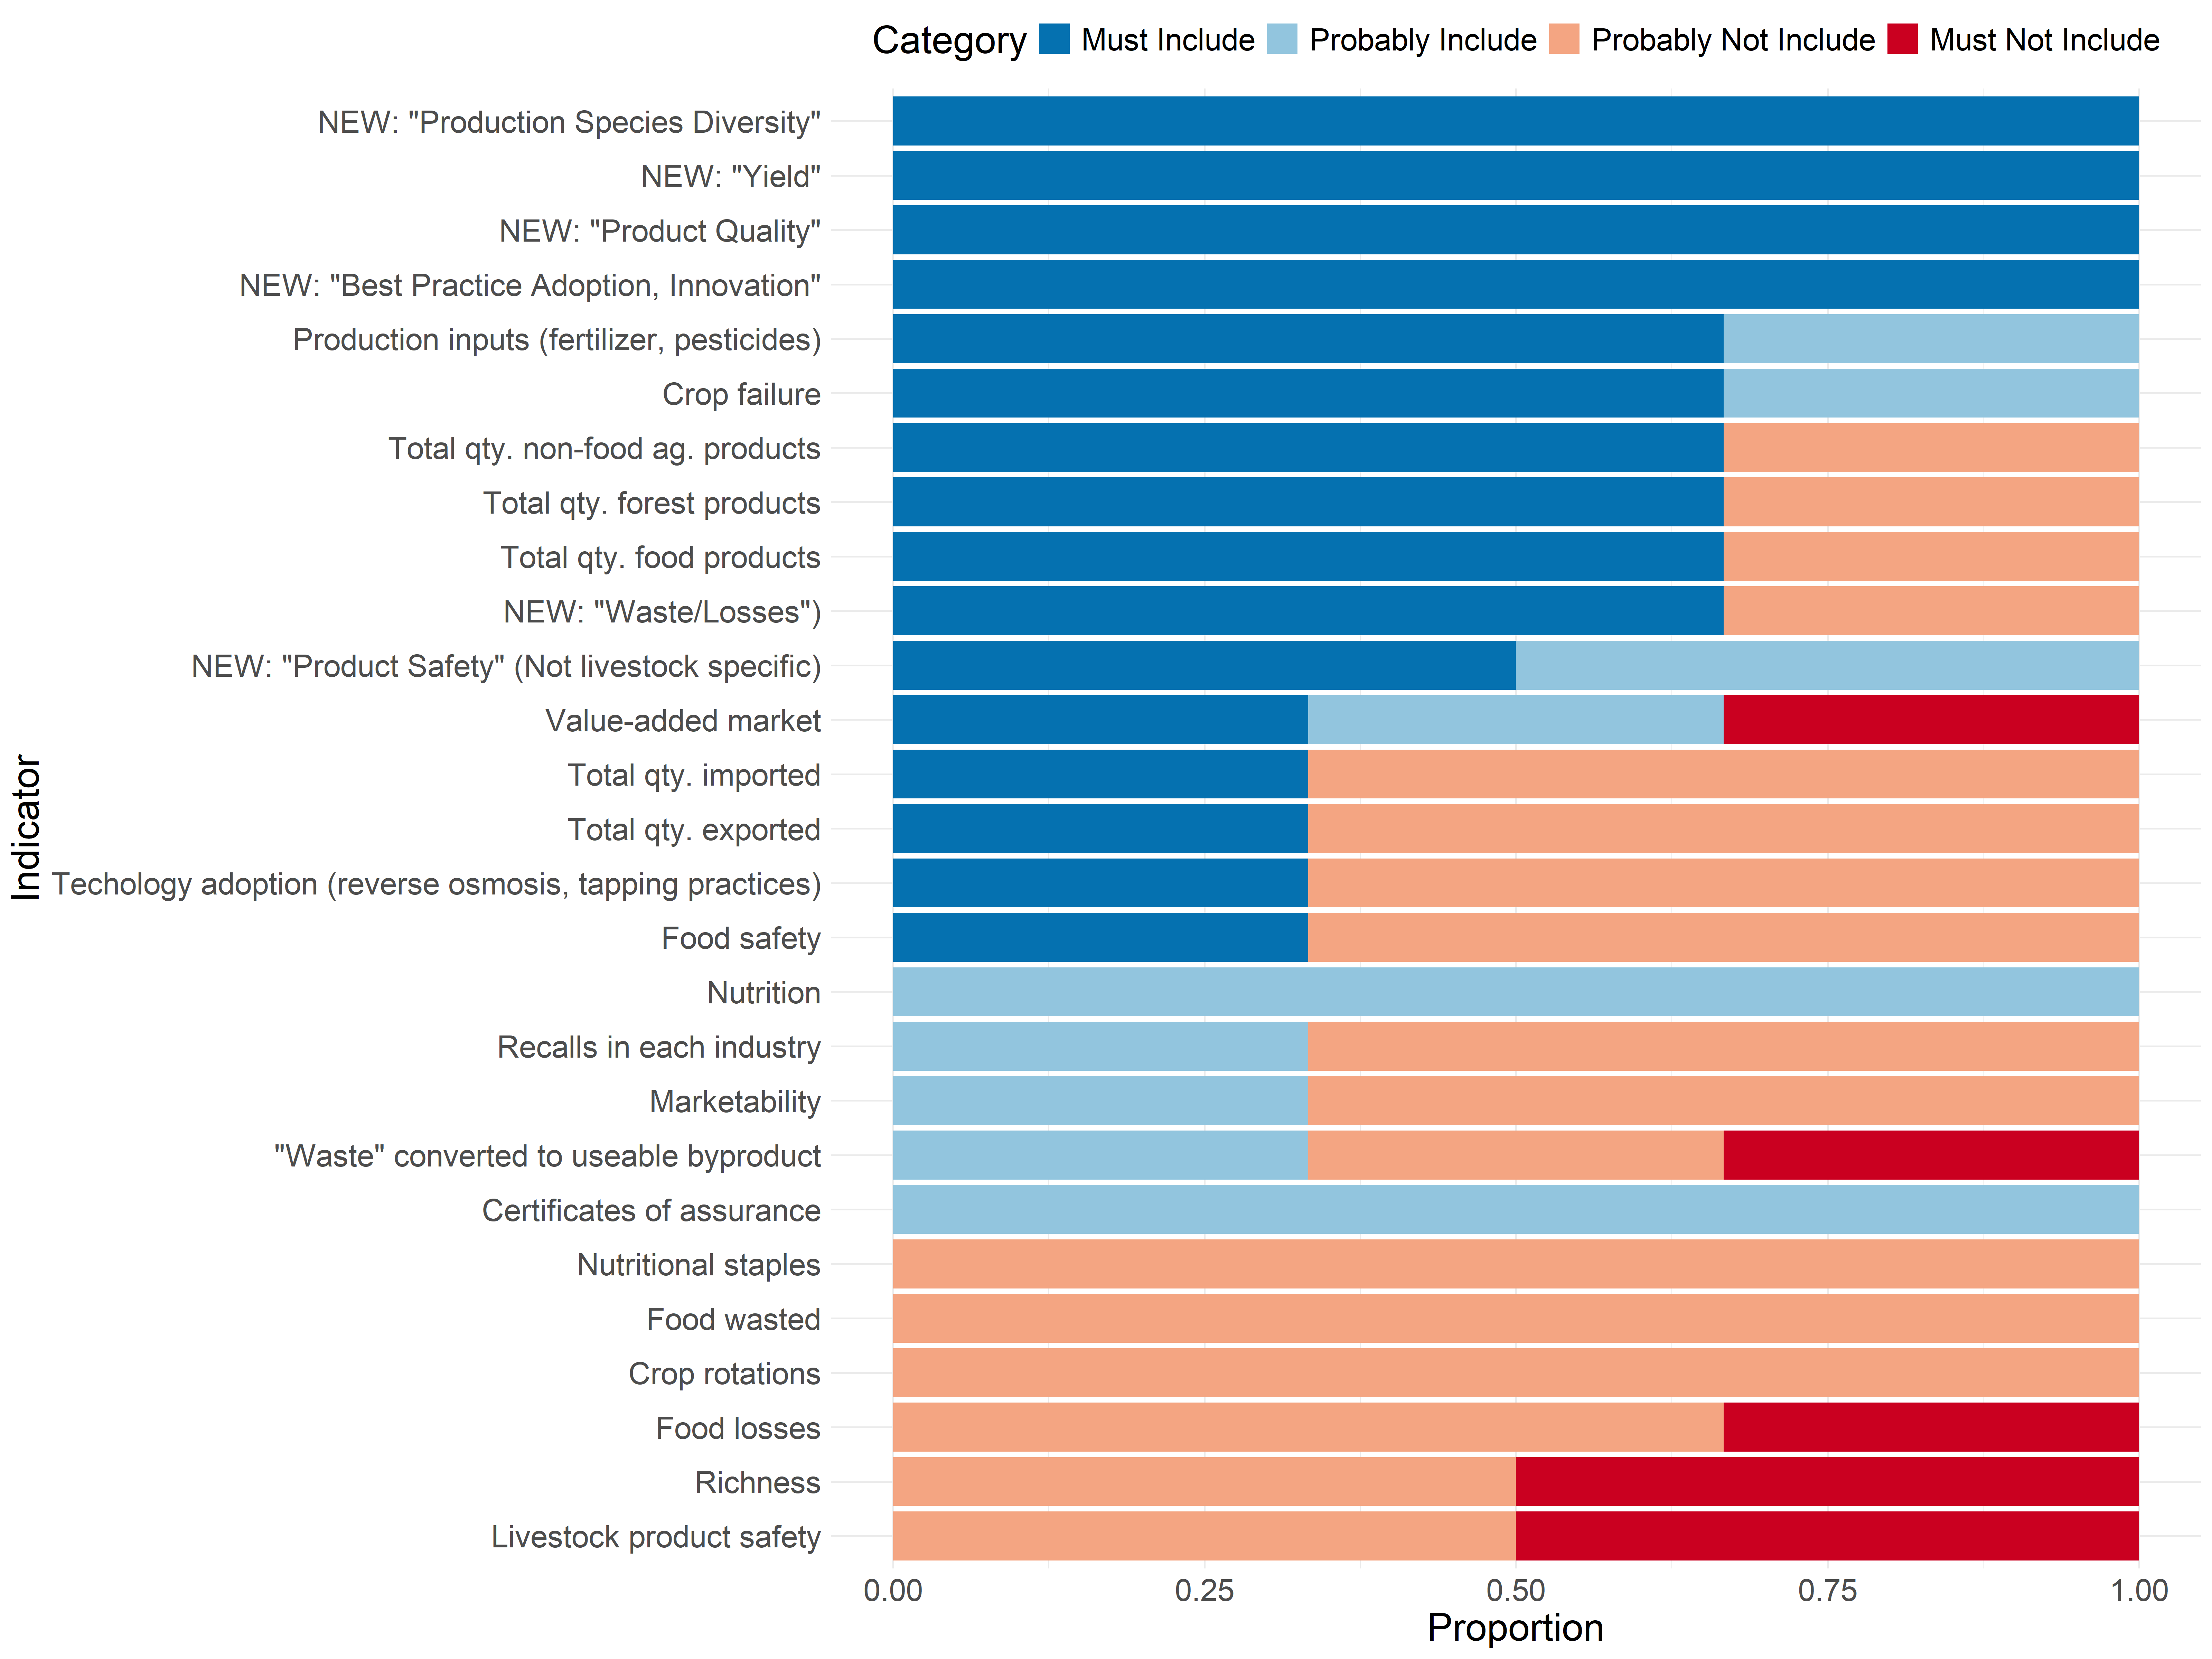 Category Must Include Probably Include Probably Not Include Must Not Include
NEW: "Production Species Diversity"
NEW: "Yield"
NEW: "Product Quality"
NEW: "Best Practice Adoption, Innovation"
Production inputs (fertilizer, pesticides)
Crop failure
Total qty. non-food ag. products
Total qty. forest products
Total qty. food products
NEW: "Waste/Losses")
NEW: "Product Safety" (Not livestock specific)
Value-added market
Total qty. imported
Total qty. exported
Techology adoption (reverse osmosis, tapping practices)
Food safety
Nutrition
Recalls in each industry
Marketability
"Waste" converted to useable byproduct
Certificates of assurance
Nutritional staples
Food wasted
Crop rotations
Food losses
Richness
Livestock product safety
Indicator
0.00 0.25 0.50 0.75 1.00
Proportion